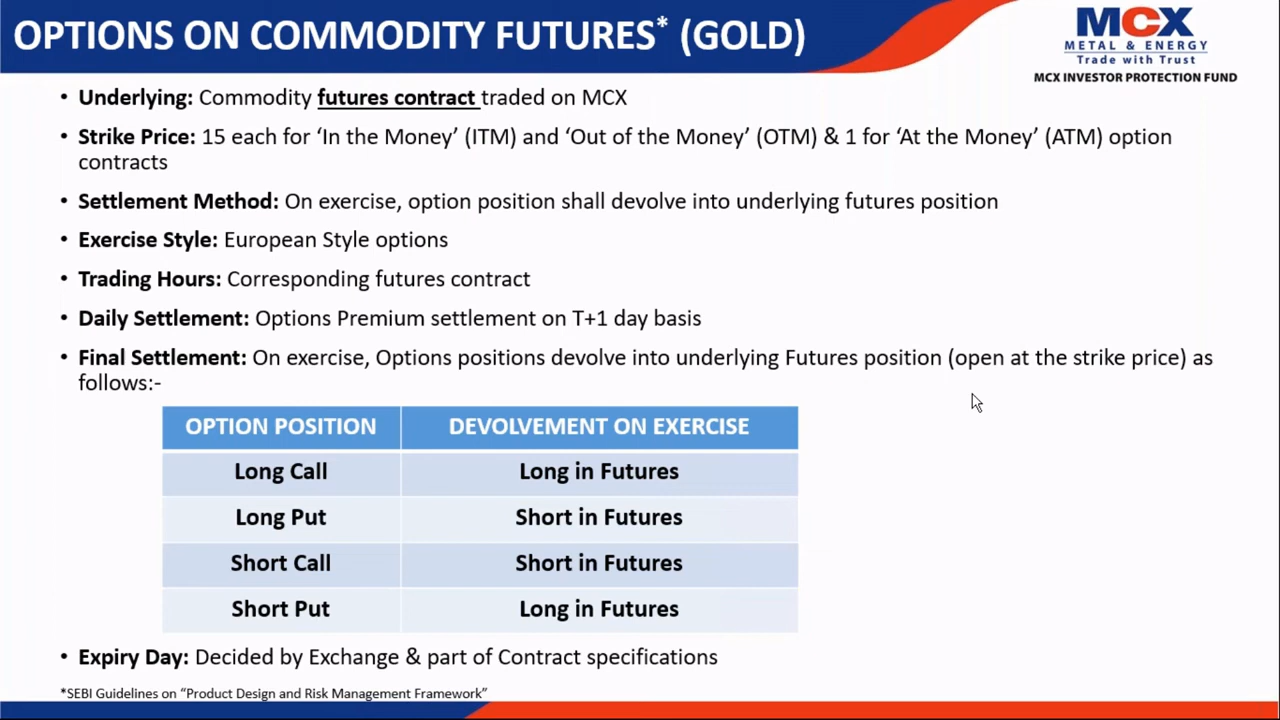 OPTIONS ON COMMODITY FUTURES* (GOLD)
MCX
METAL & ENERGY
Trade with Trust
MCX INVESTOR PROTECTION FUND
• Underlying: Commodity futures contract traded on MCX
• Strike Price: 15 each for ‘In the Money’ (ITM) and ‘Out of the Money’ (OTM) & 1 for ‘At the Money’ (ATM) option
contracts
• Settlement Method: On exercise, option position shall devolve into underlying futures position
• Exercise Style: European Style options
• Trading Hours: Corresponding futures contract
• Daily Settlement: Options Premium settlement on T+1 day basis
• Final Settlement: On exercise, Options positions devolve into underlying Futures position (open at the strike price) as
follows:-
OPTION POSITION DEVOLVEMENT ON EXERCISE
Long Call Long in Futures
Long Put Short in Futures
Short Call Short in Futures
Short Put Long in Futures
• Expiry Day: Decided by Exchange & part of Contract specifications
*SEBI Guidelines on “Product Design and Risk Management Framework”